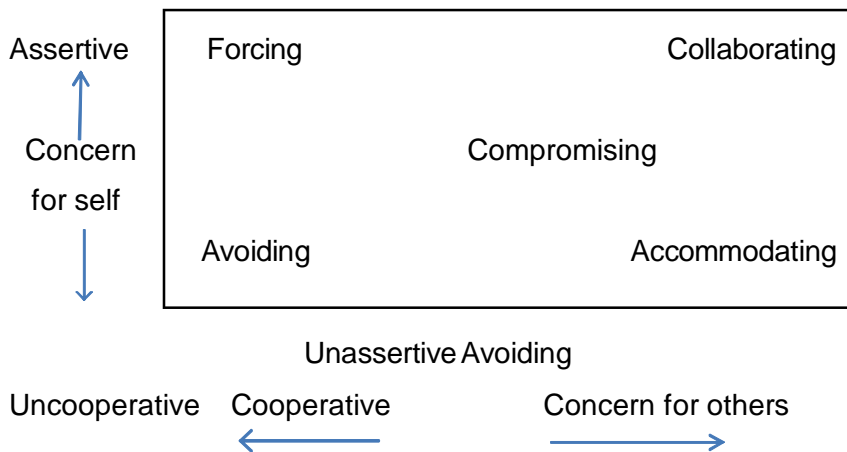 Assertive Forcing Collaborating
Concern Compromising
for self
Avoiding Accommodating
Unassertive Avoiding
Uncooperative Cooperative Concern for others